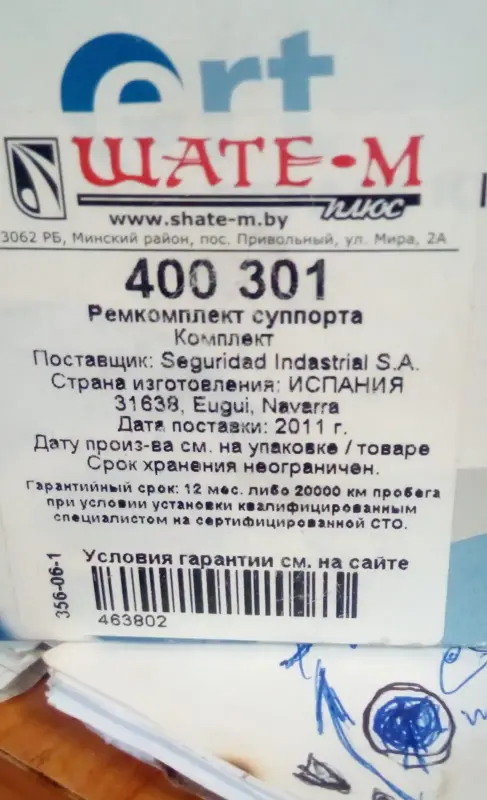 ert
ШАТЕ-М
плюс
www.shate-m.by
3062 РБ, Минский район, пос. Привольный, ул. Мира, 2А
400 301
Ремкомплект суппорта
Комплект
Поставщик: Seguridad Indastrial S.A.
Страна изготовления: ИСПАНИЯ
31638, Eugui, Navarra
Дата поставки: 2011 г.
Дату произ-ва см. на упаковке / товаре
Срок хранения неограничен.
Гарантийный срок: 12 мес. либо 20000 км пробега
при условии установки квалифицированным
специалистом на сертифицированной СТО.
Условия гарантии см. на сайте
356-06-1
463802